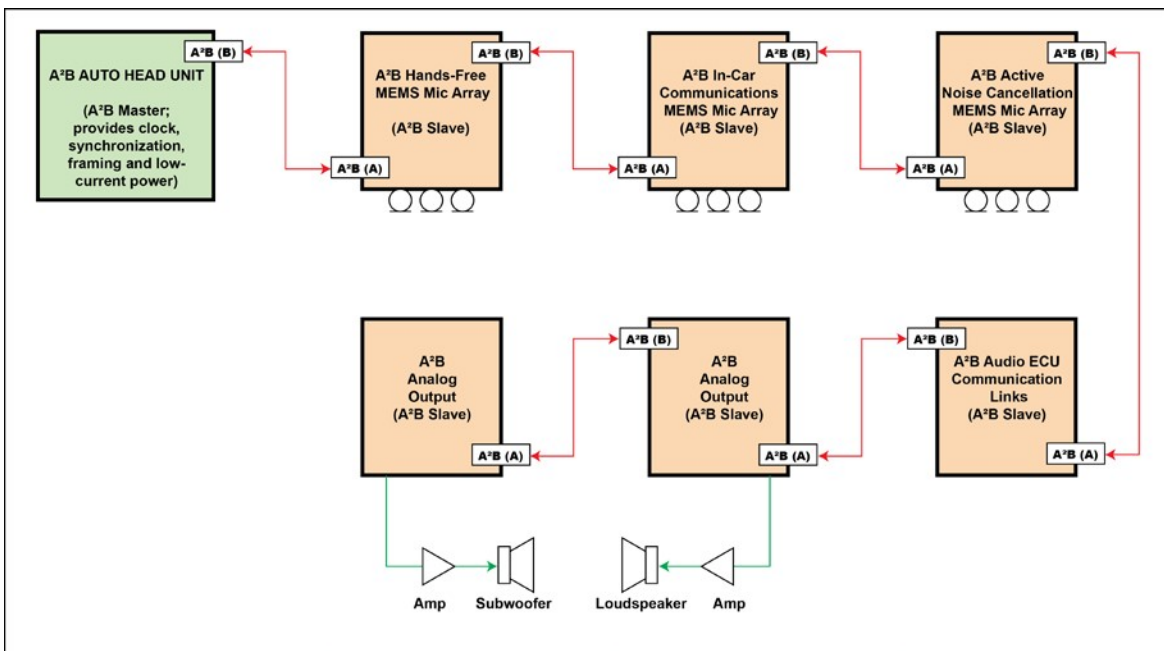 A²B (B)
A²B AUTO HEAD UNIT
(A²B Master;
provides clock,
synchronization,
framing and low-
current power)
A²B (B)
A²B Hands-Free
MEMS Mic Array
(A²B Slave)
A²B (A)
A²B (B)
A²B In-Car
Communications
MEMS Mic Array
(A²B Slave)
A²B (A)
A²B (B)
A²B Active
Noise Cancellation
MEMS Mic Array
(A²B Slave)
A²B (A)
A²B
Analog
Output
(A²B Slave)
A²B (A)
A²B (B)
A²B
Analog
Output
(A²B Slave)
A²B (A)
A²B (B)
A²B Audio ECU
Communication
Links
(A²B Slave)
A²B (A)
Amp
Subwoofer
Loudspeaker
Amp